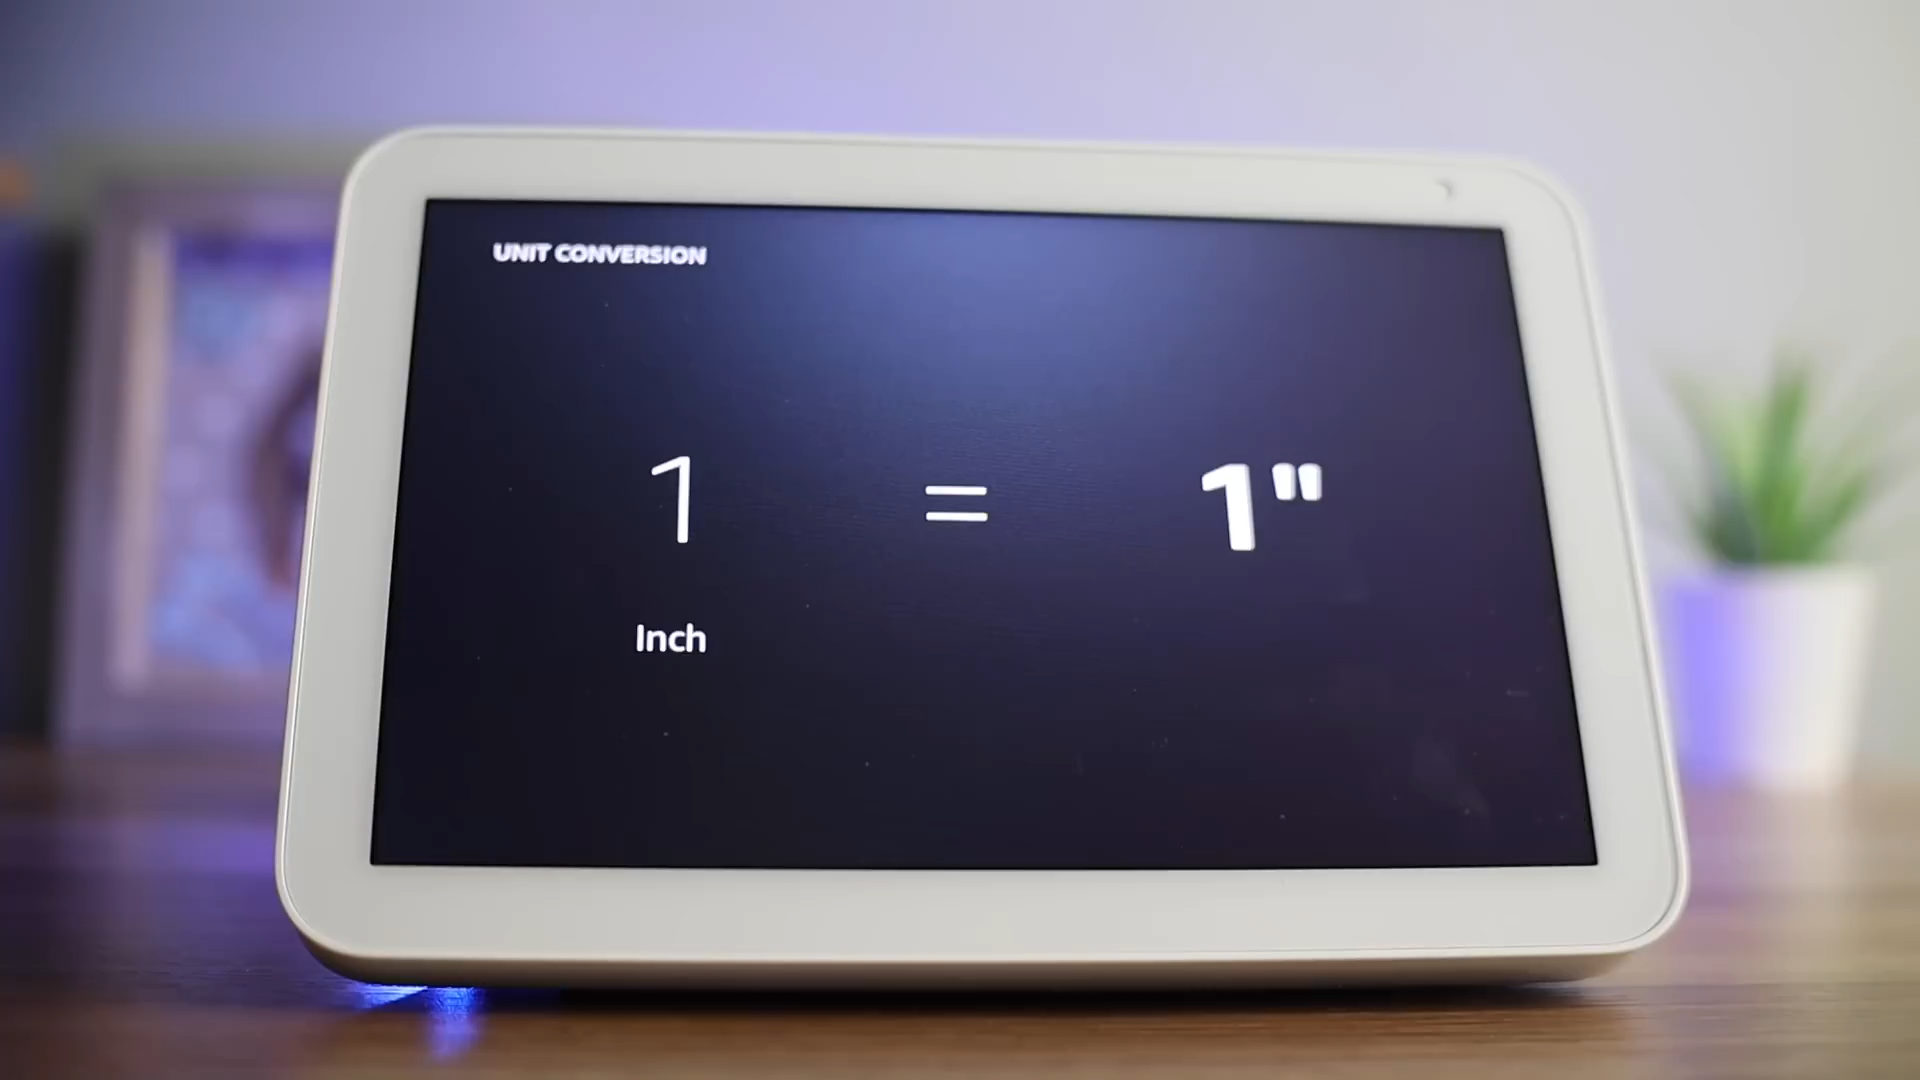 UNIT CONVERSION
1 = 1"
Inch